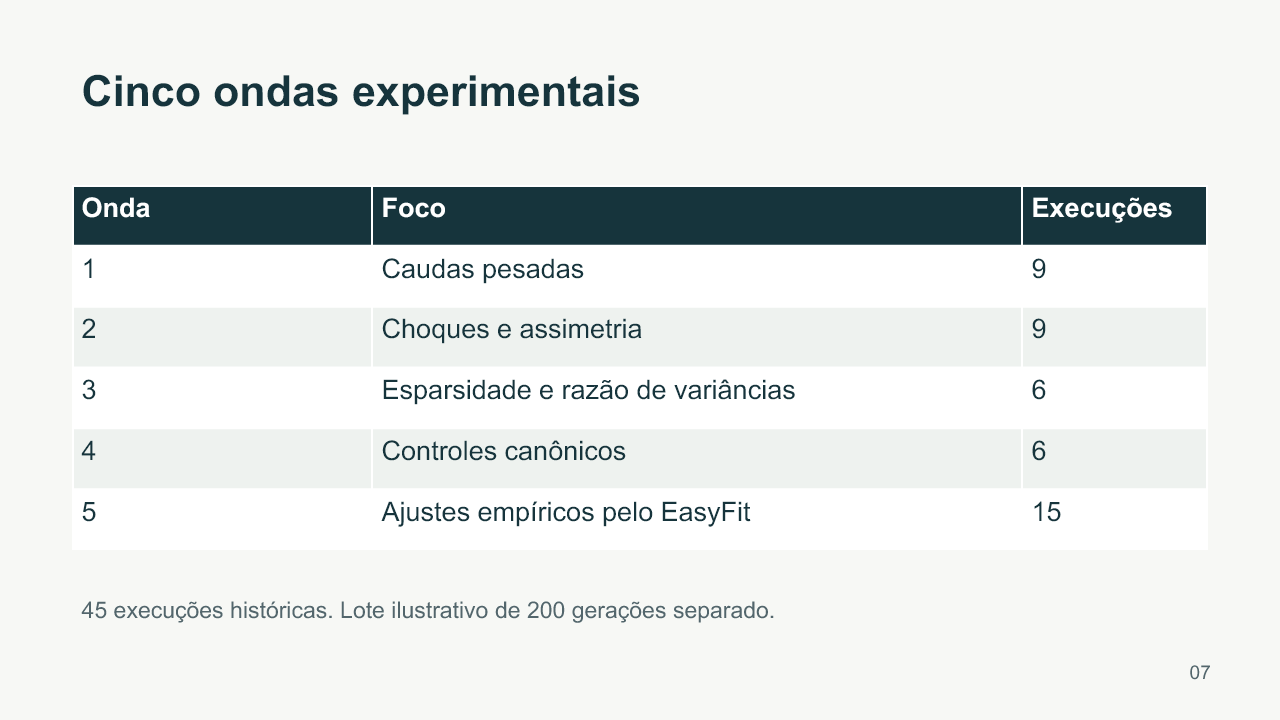 Cinco ondas experimentais
Onda Foco Execuções
1 Caudas pesadas 9
2 Choques e assimetria 9
3 Esparsidade e razão de variâncias 6
4 Controles canônicos 6
5 Ajustes empíricos pelo EasyFit 15
45 execuções históricas. Lote ilustrativo de 200 gerações separado.
07